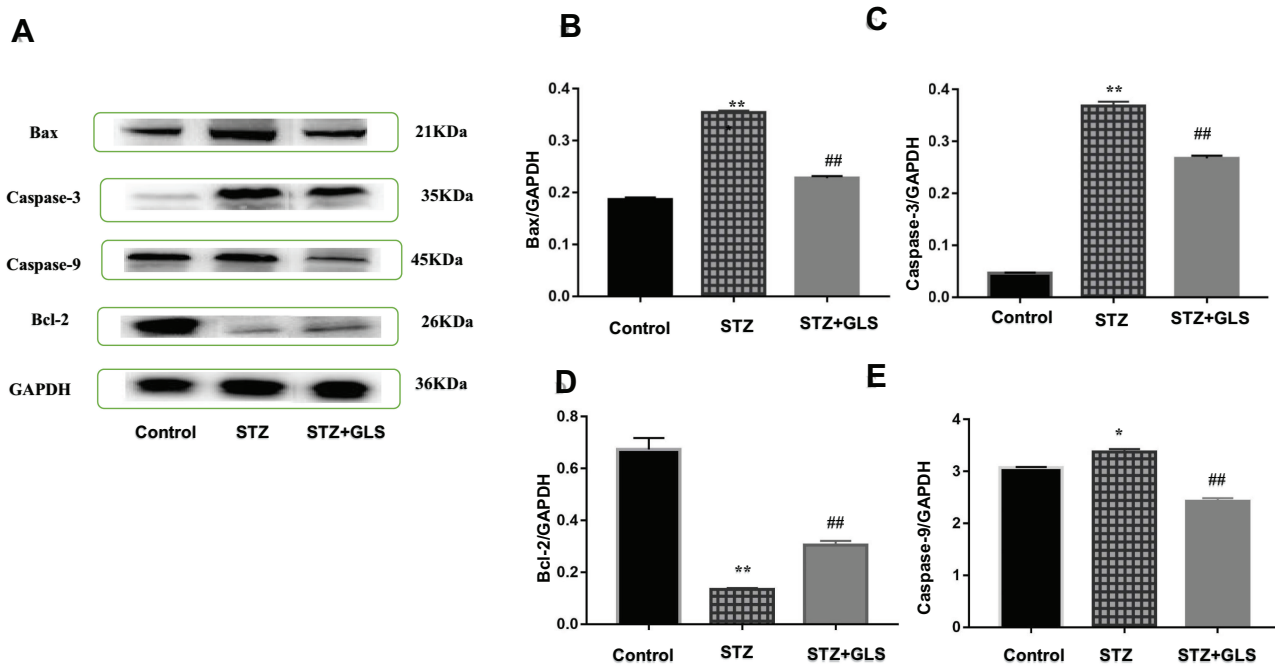 A
Bax
21KDa
Caspase-3
35KDa
Caspase-9
45KDa
Bcl-2
26KDa
GAPDH
36KDa
Control STZ STZ+GLS
B
Bax/GAPDH
0.4
0.3
0.2
0.1
0.0
**
##
Control STZ STZ+GLS
C
Caspase-3/GAPDH
0.4
0.3
0.2
0.1
0.0
**
##
Control STZ STZ+GLS
D
Bcl-2/GAPDH
0.8
0.6
0.4
0.2
0.0
**
##
Control STZ STZ+GLS
E
Caspase-9/GAPDH
4
3
2
1
0
*
##
Control STZ STZ+GLS